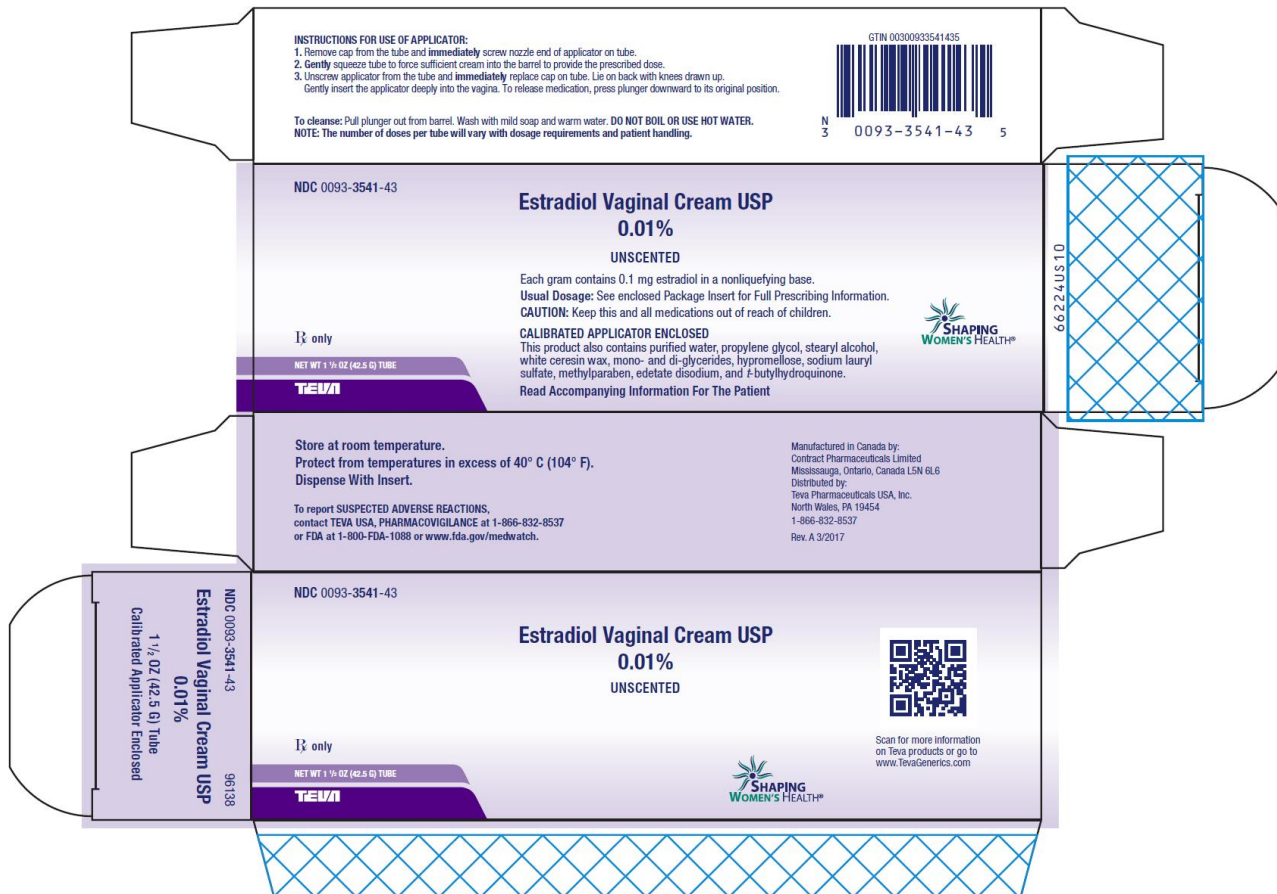 INSTRUCTIONS FOR USE OF APPLICATOR:
1. Remove cap from the tube and immediately screw nozzle end of applicator on tube.
2. Gently squeeze tube to force sufficient cream into the barrel to provide the prescribed dose.
3. Unscrew applicator from the tube and immediately replace cap on tube. Lie on back with knees drawn up.
Gently insert the applicator deeply into the vagina. To release medication, press plunger downward to its original position.
To cleanse: Pull plunger out from barrel. Wash with mild soap and warm water. DO NOT BOIL OR USE HOT WATER.
NOTE: The number of doses per tube will vary with dosage requirements and patient handling.
GTIN 00300933541435
N
3 0093-3541-43 5
NDC 0093-3541-43
Estradiol Vaginal Cream USP
0.01%
UNSCENTED
Each gram contains 0.1 mg estradiol in a nonliquefying base.
Usual Dosage: See enclosed Package Insert for Full Prescribing Information.
CAUTION: Keep this and all medications out of reach of children.
CALIBRATED APPLICATOR ENCLOSED
This product also contains purified water, propylene glycol, stearyl alcohol,
white ceresin wax, mono- and di-glycerides, hypromellose, sodium lauryl
sulfate, methylparaben, edetate disodium, and t-butylhydroquinone.
Read Accompanying Information For The Patient
℞ only
NET WT 1 1/2 OZ (42.5 G) TUBE
TEVA
SHAPING
WOMEN'S HEALTH®
66224US10
Store at room temperature.
Protect from temperatures in excess of 40° C (104° F).
Dispense With Insert.
To report SUSPECTED ADVERSE REACTIONS,
contact TEVA USA, PHARMACOVIGILANCE at 1-866-832-8537
or FDA at 1-800-FDA-1088 or www.fda.gov/medwatch.
Manufactured in Canada by:
Contract Pharmaceuticals Limited
Mississauga, Ontario, Canada L5N 6L6
Distributed by:
Teva Pharmaceuticals USA, Inc.
North Wales, PA 19454
1-866-832-8537
Rev. A 3/2017
NDC 0093-3541-43 96138
Estradiol Vaginal Cream USP
0.01%
1 1/2 OZ (42.5 G) Tube
Calibrated Applicator Enclosed
NDC 0093-3541-43
Estradiol Vaginal Cream USP
0.01%
UNSCENTED
℞ only
NET WT 1 1/2 OZ (42.5 G) TUBE
TEVA
SHAPING
WOMEN'S HEALTH®
Scan for more information
on Teva products or go to
www.TevaGenerics.com